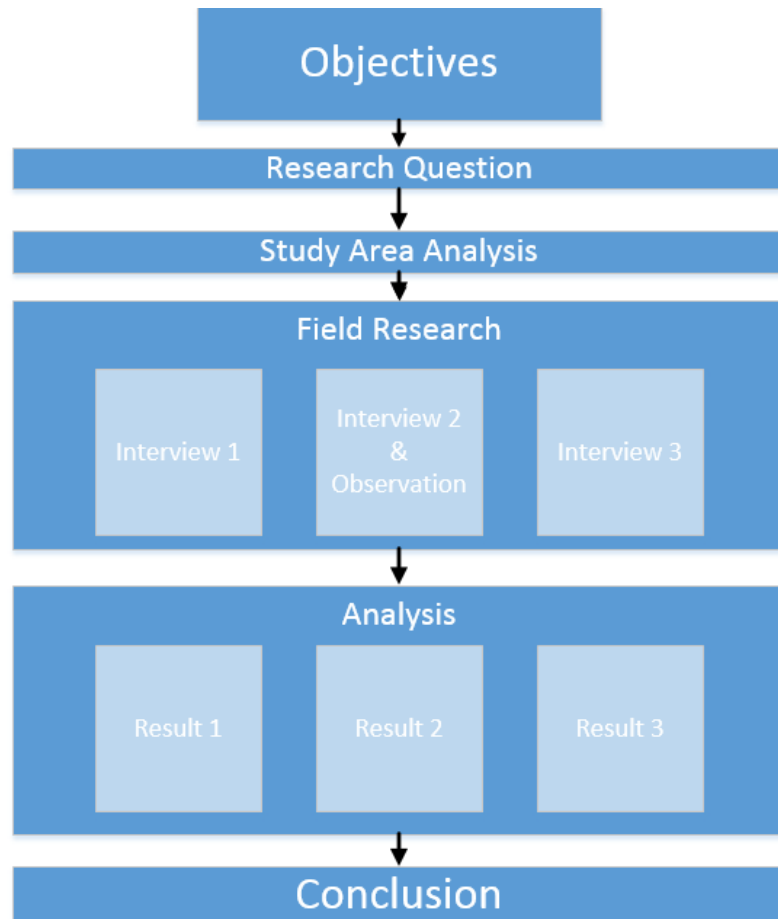 Objectives
Research Question
Study Area Analysis
Field Research
Interview 1
Interview 2
&
Observation
Interview 3
Analysis
Result 1
Result 2
Result 3
Conclusion